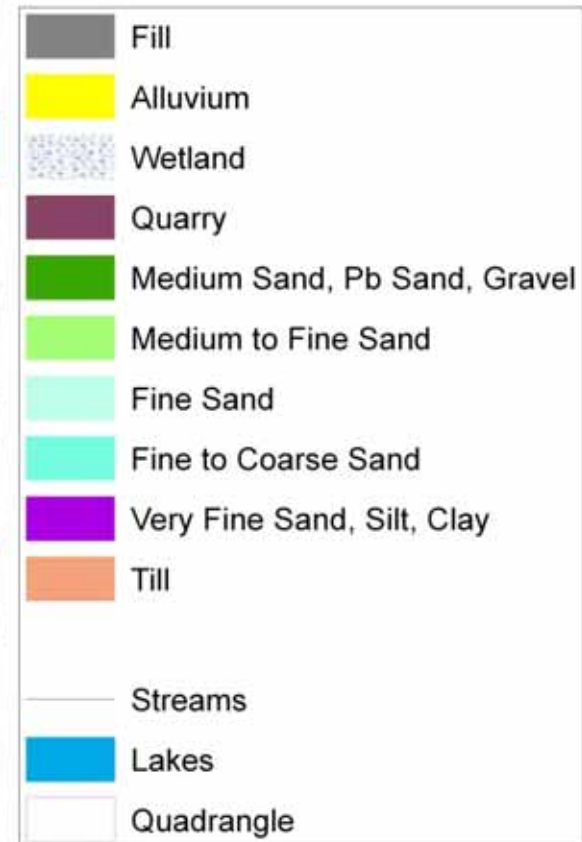 Fill
Alluvium
Wetland
Quarry
Medium Sand, Pb Sand, Gravel
Medium to Fine Sand
Fine Sand
Fine to Coarse Sand
Very Fine Sand, Silt, Clay
Till
Streams
Lakes
Quadrangle